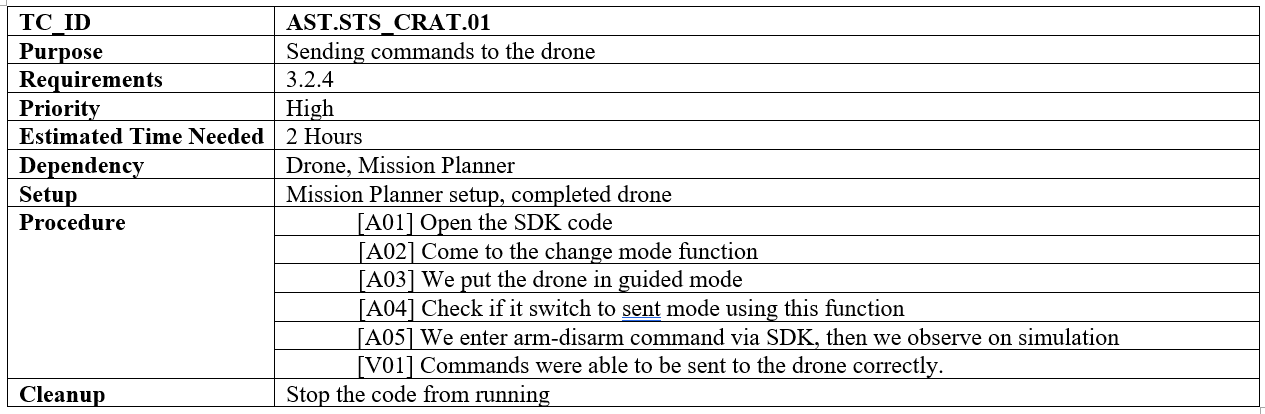 TC_ID AST.STS_CRAT.01
Purpose Sending commands to the drone
Requirements 3.2.4
Priority High
Estimated Time Needed 2 Hours
Dependency Drone, Mission Planner
Setup Mission Planner setup, completed drone
Procedure [A01] Open the SDK code
[A02] Come to the change mode function
[A03] We put the drone in guided mode
[A04] Check if it switch to sent mode using this function
[A05] We enter arm-disarm command via SDK, then we observe on simulation
[V01] Commands were able to be sent to the drone correctly.
Cleanup Stop the code from running